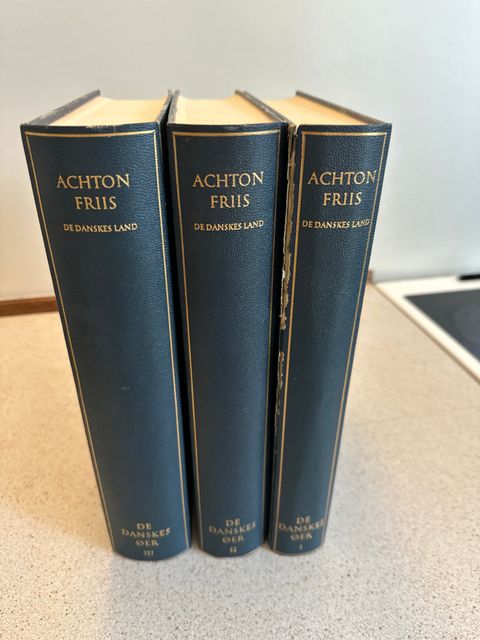 ACHTON
FRIIS
DE DANSKES LAND
DE
DANSKES
ØER
III
ACHTON
FRIIS
DE DANSKES LAND
DE
DANSKES
ØER
II
ACHTON
FRIIS
DE DANSKES LAND
DE
DANSKES
ØER
I